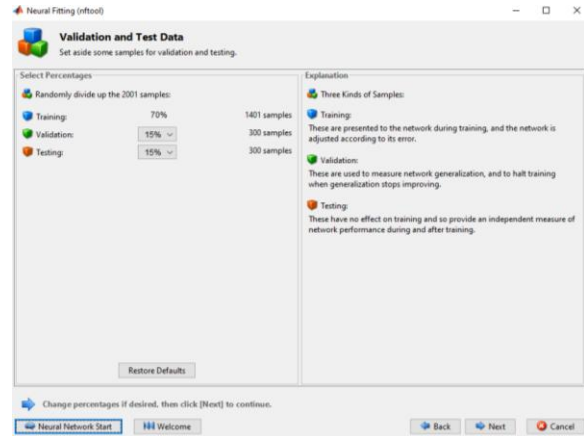 Neural Fitting (nftool)
Validation and Test Data
Set aside some samples for validation and testing.
Select Percentages
Randomly divide up the 2001 samples:
Training: 70% 1401 samples
Validation: 15% 300 samples
Testing: 15% 300 samples
Restore Defaults
Explanation
Three Kinds of Samples:
Training:
These are presented to the network during training, and the network is
adjusted according to its error.
Validation:
These are used to measure network generalization, and to halt training
when generalization stops improving.
Testing:
These have no effect on training and so provide an independent measure of
network performance during and after training.
Change percentages if desired, then click [Next] to continue.
Neural Network Start Welcome Back Next Cancel